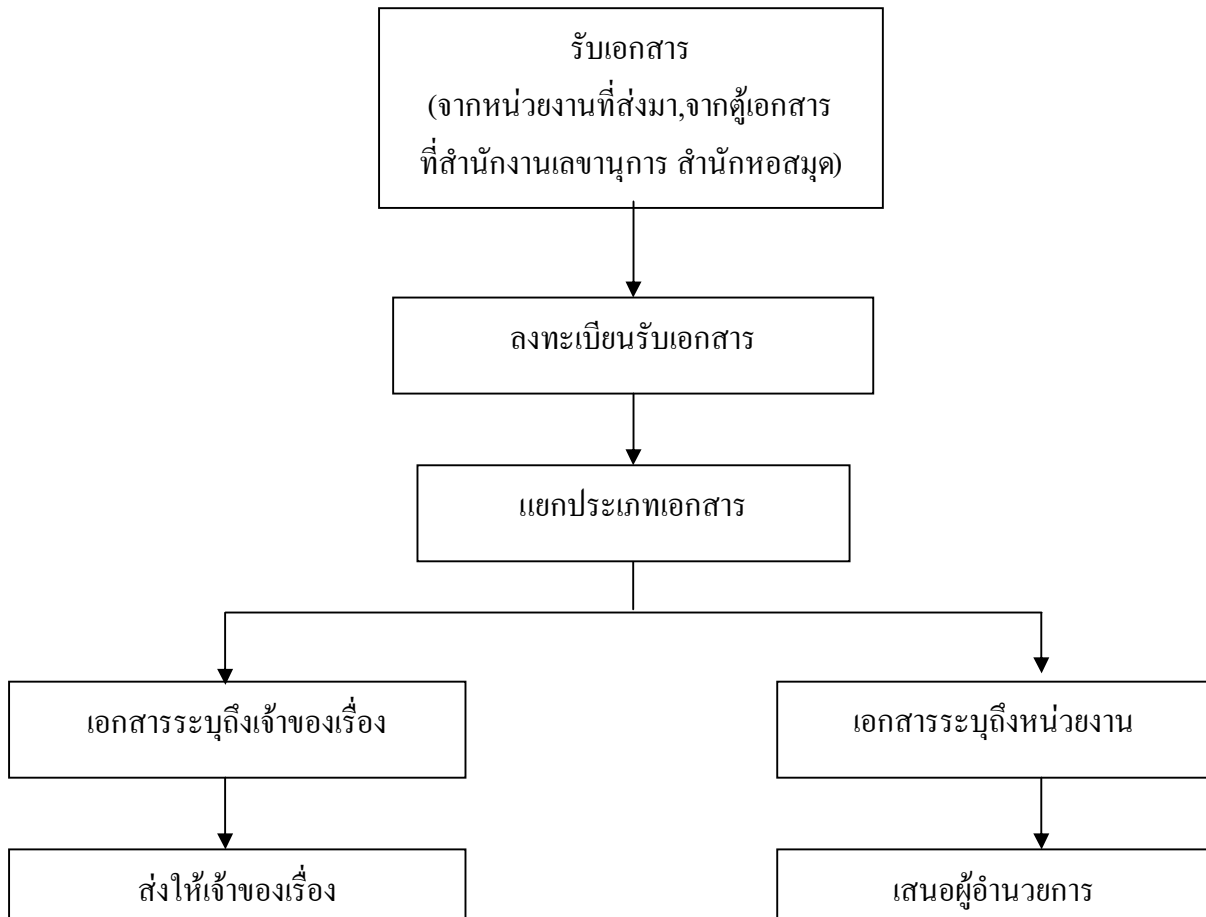 รับเอกสาร
(จากหน่วยงานที่ส่งมา,จากตู้เอกสาร
ที่สำนักงานเลขานุการ สำนักหอสมุด)
ลงทะเบียนรับเอกสาร
แยกประเภทเอกสาร
เอกสารระบุถึงเจ้าของเรื่อง
เอกสารระบุถึงหน่วยงาน
ส่งให้เจ้าของเรื่อง
เสนอผู้อำนวยการ